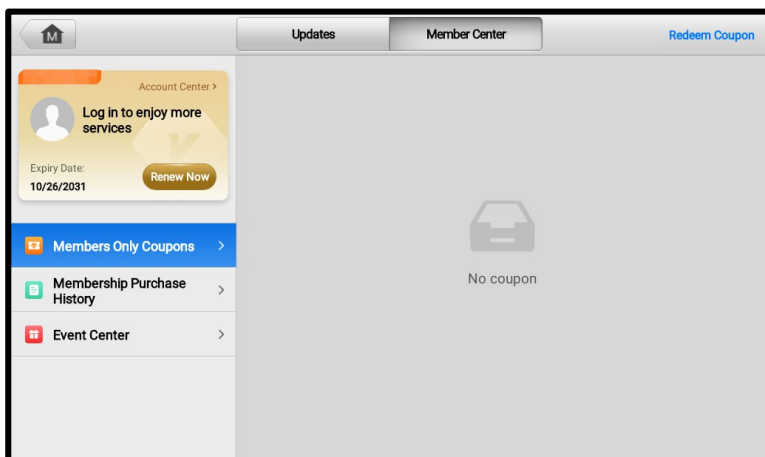 M
Updates
Member Center
Redeem Coupon
Account Center >
Log in to enjoy more
services
Expiry Date:
10/26/2031
Renew Now
Members Only Coupons
Membership Purchase
History
Event Center
No coupon